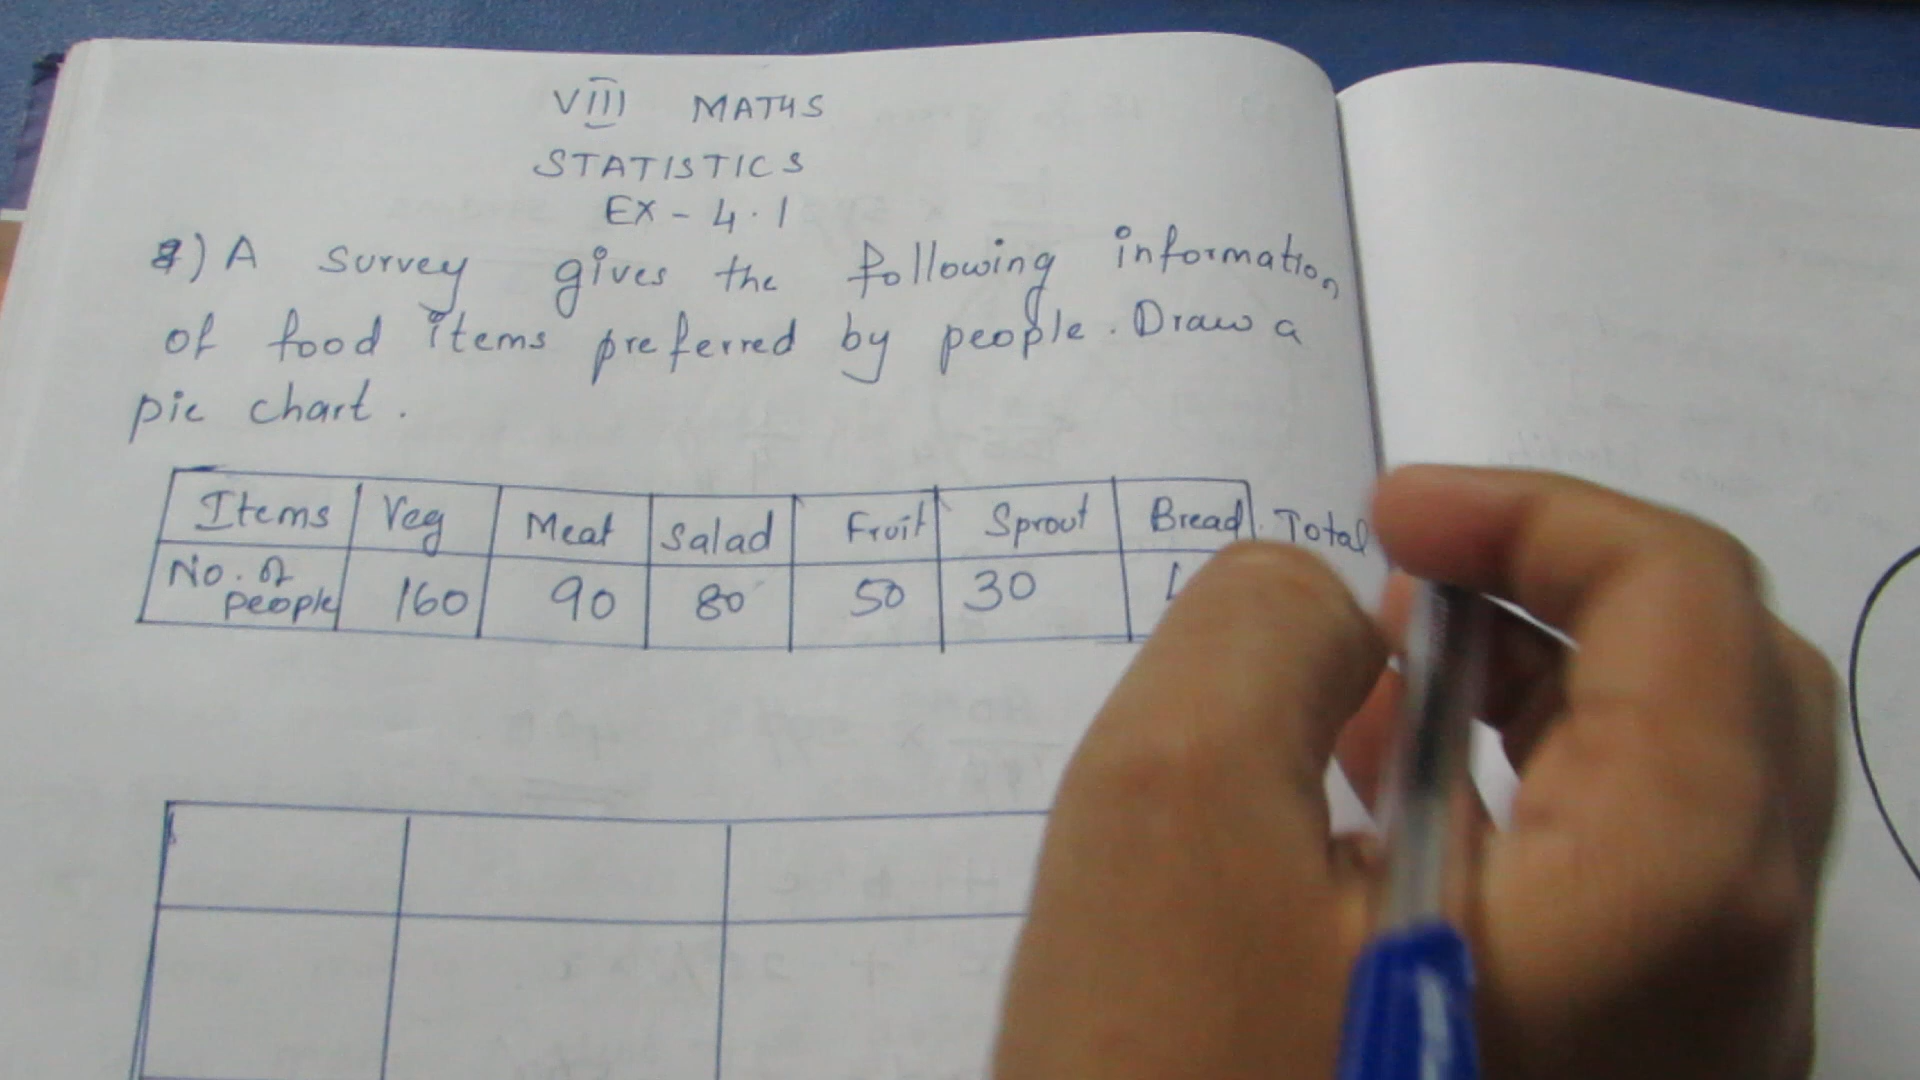 VIII MATHS
STATISTICS
EX - 4.1
8) A survey gives the following information
of food items preferred by people. Draw a
pie chart.
Items Veg Meat Salad Fruit Sprout Bread Total
No. of people 160 90 80 50 30